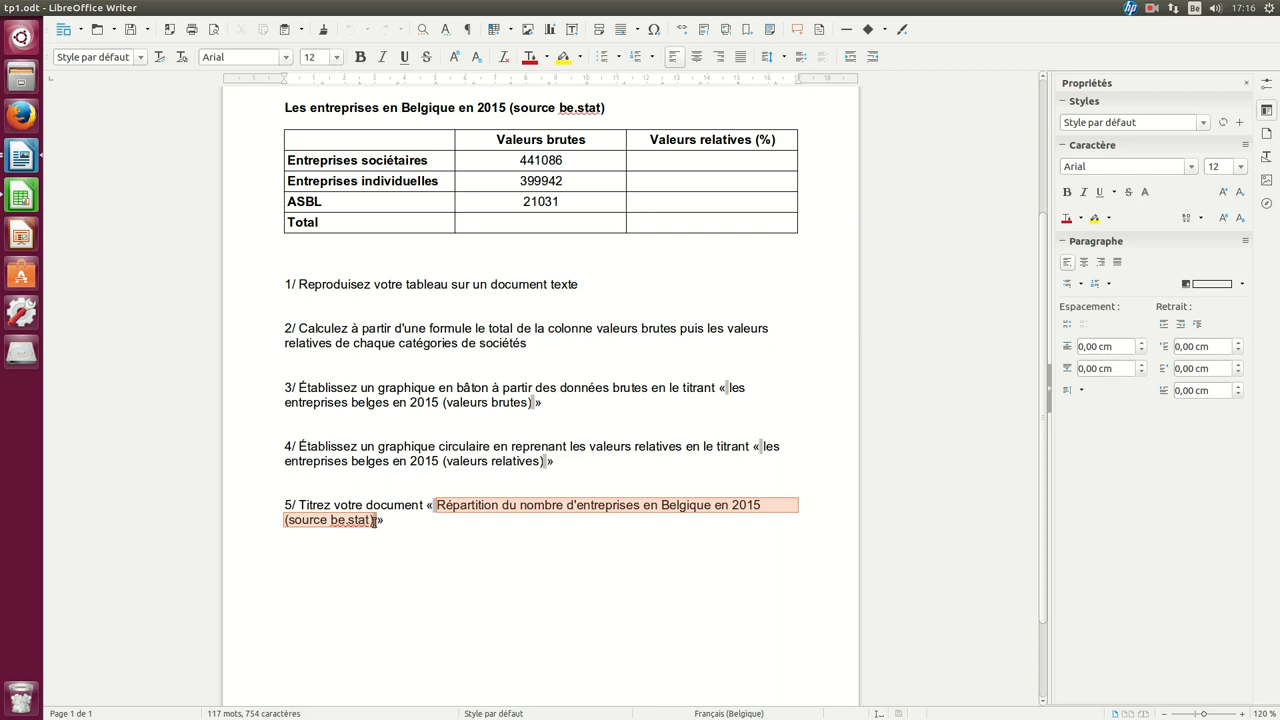 tp1.odt - LibreOffice Writer
Be
17:16
Style par défaut
Arial
12
Les entreprises en Belgique en 2015 (source be.stat)
Valeurs brutes
Valeurs relatives (%)
Entreprises sociétaires
441086
Entreprises individuelles
399942
ASBL
21031
Total
1/ Reproduisez votre tableau sur un document texte
2/ Calculez à partir d'une formule le total de la colonne valeurs brutes puis les valeurs
relatives de chaque catégories de sociétés
3/ Établissez un graphique en bâton à partir des données brutes en le titrant « les
entreprises belges en 2015 (valeurs brutes) »
4/ Établissez un graphique circulaire en reprenant les valeurs relatives en le titrant « les
entreprises belges en 2015 (valeurs relatives) »
5/ Titrez votre document « Répartition du nombre d'entreprises en Belgique en 2015
(source be.stat) »
Propriétés
Styles
Style par défaut
Caractère
Arial
12
Paragraphe
Espacement :
Retrait :
0,00 cm
0,00 cm
0,00 cm
0,00 cm
0,00 cm
Page 1 de 1
117 mots, 754 caractères
Style par défaut
Français (Belgique)
120 %